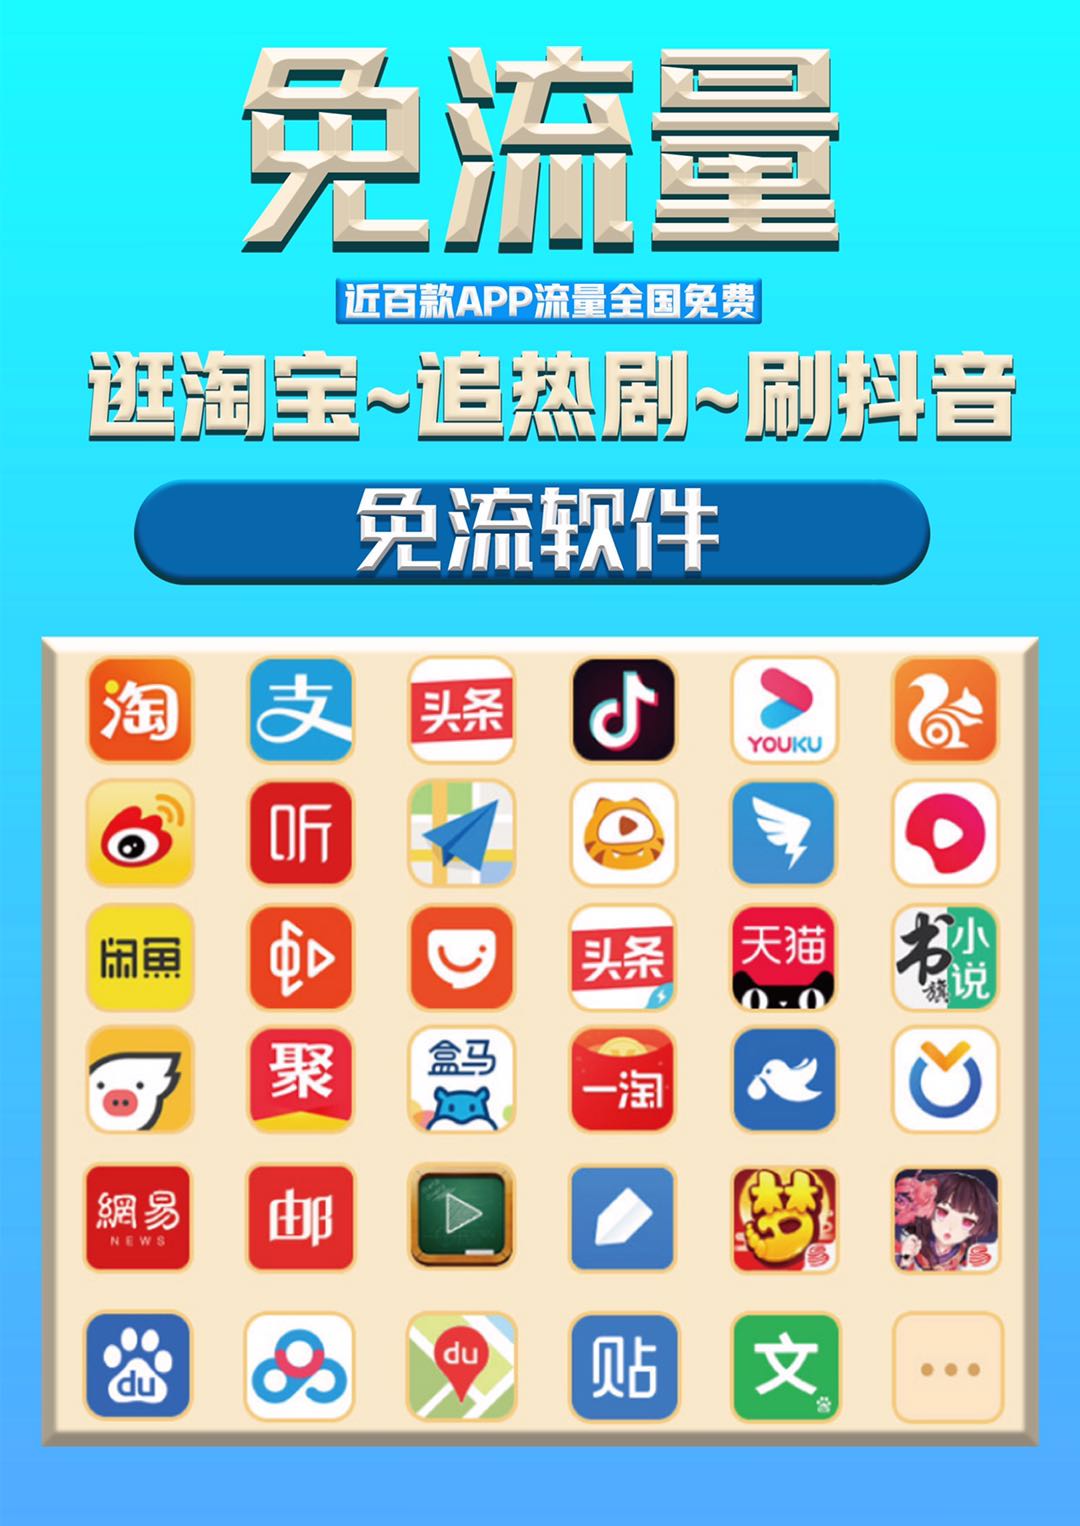 免流量
近百款APP流量全国免费
逛淘宝~追热剧~刷抖音
免流软件
淘
支
头条
YOUKU
听
闲鱼
头条
天猫
书旗小说
聚
盒马
一淘
網易
NEWS
邮
梦
易
易
du
du
贴
文